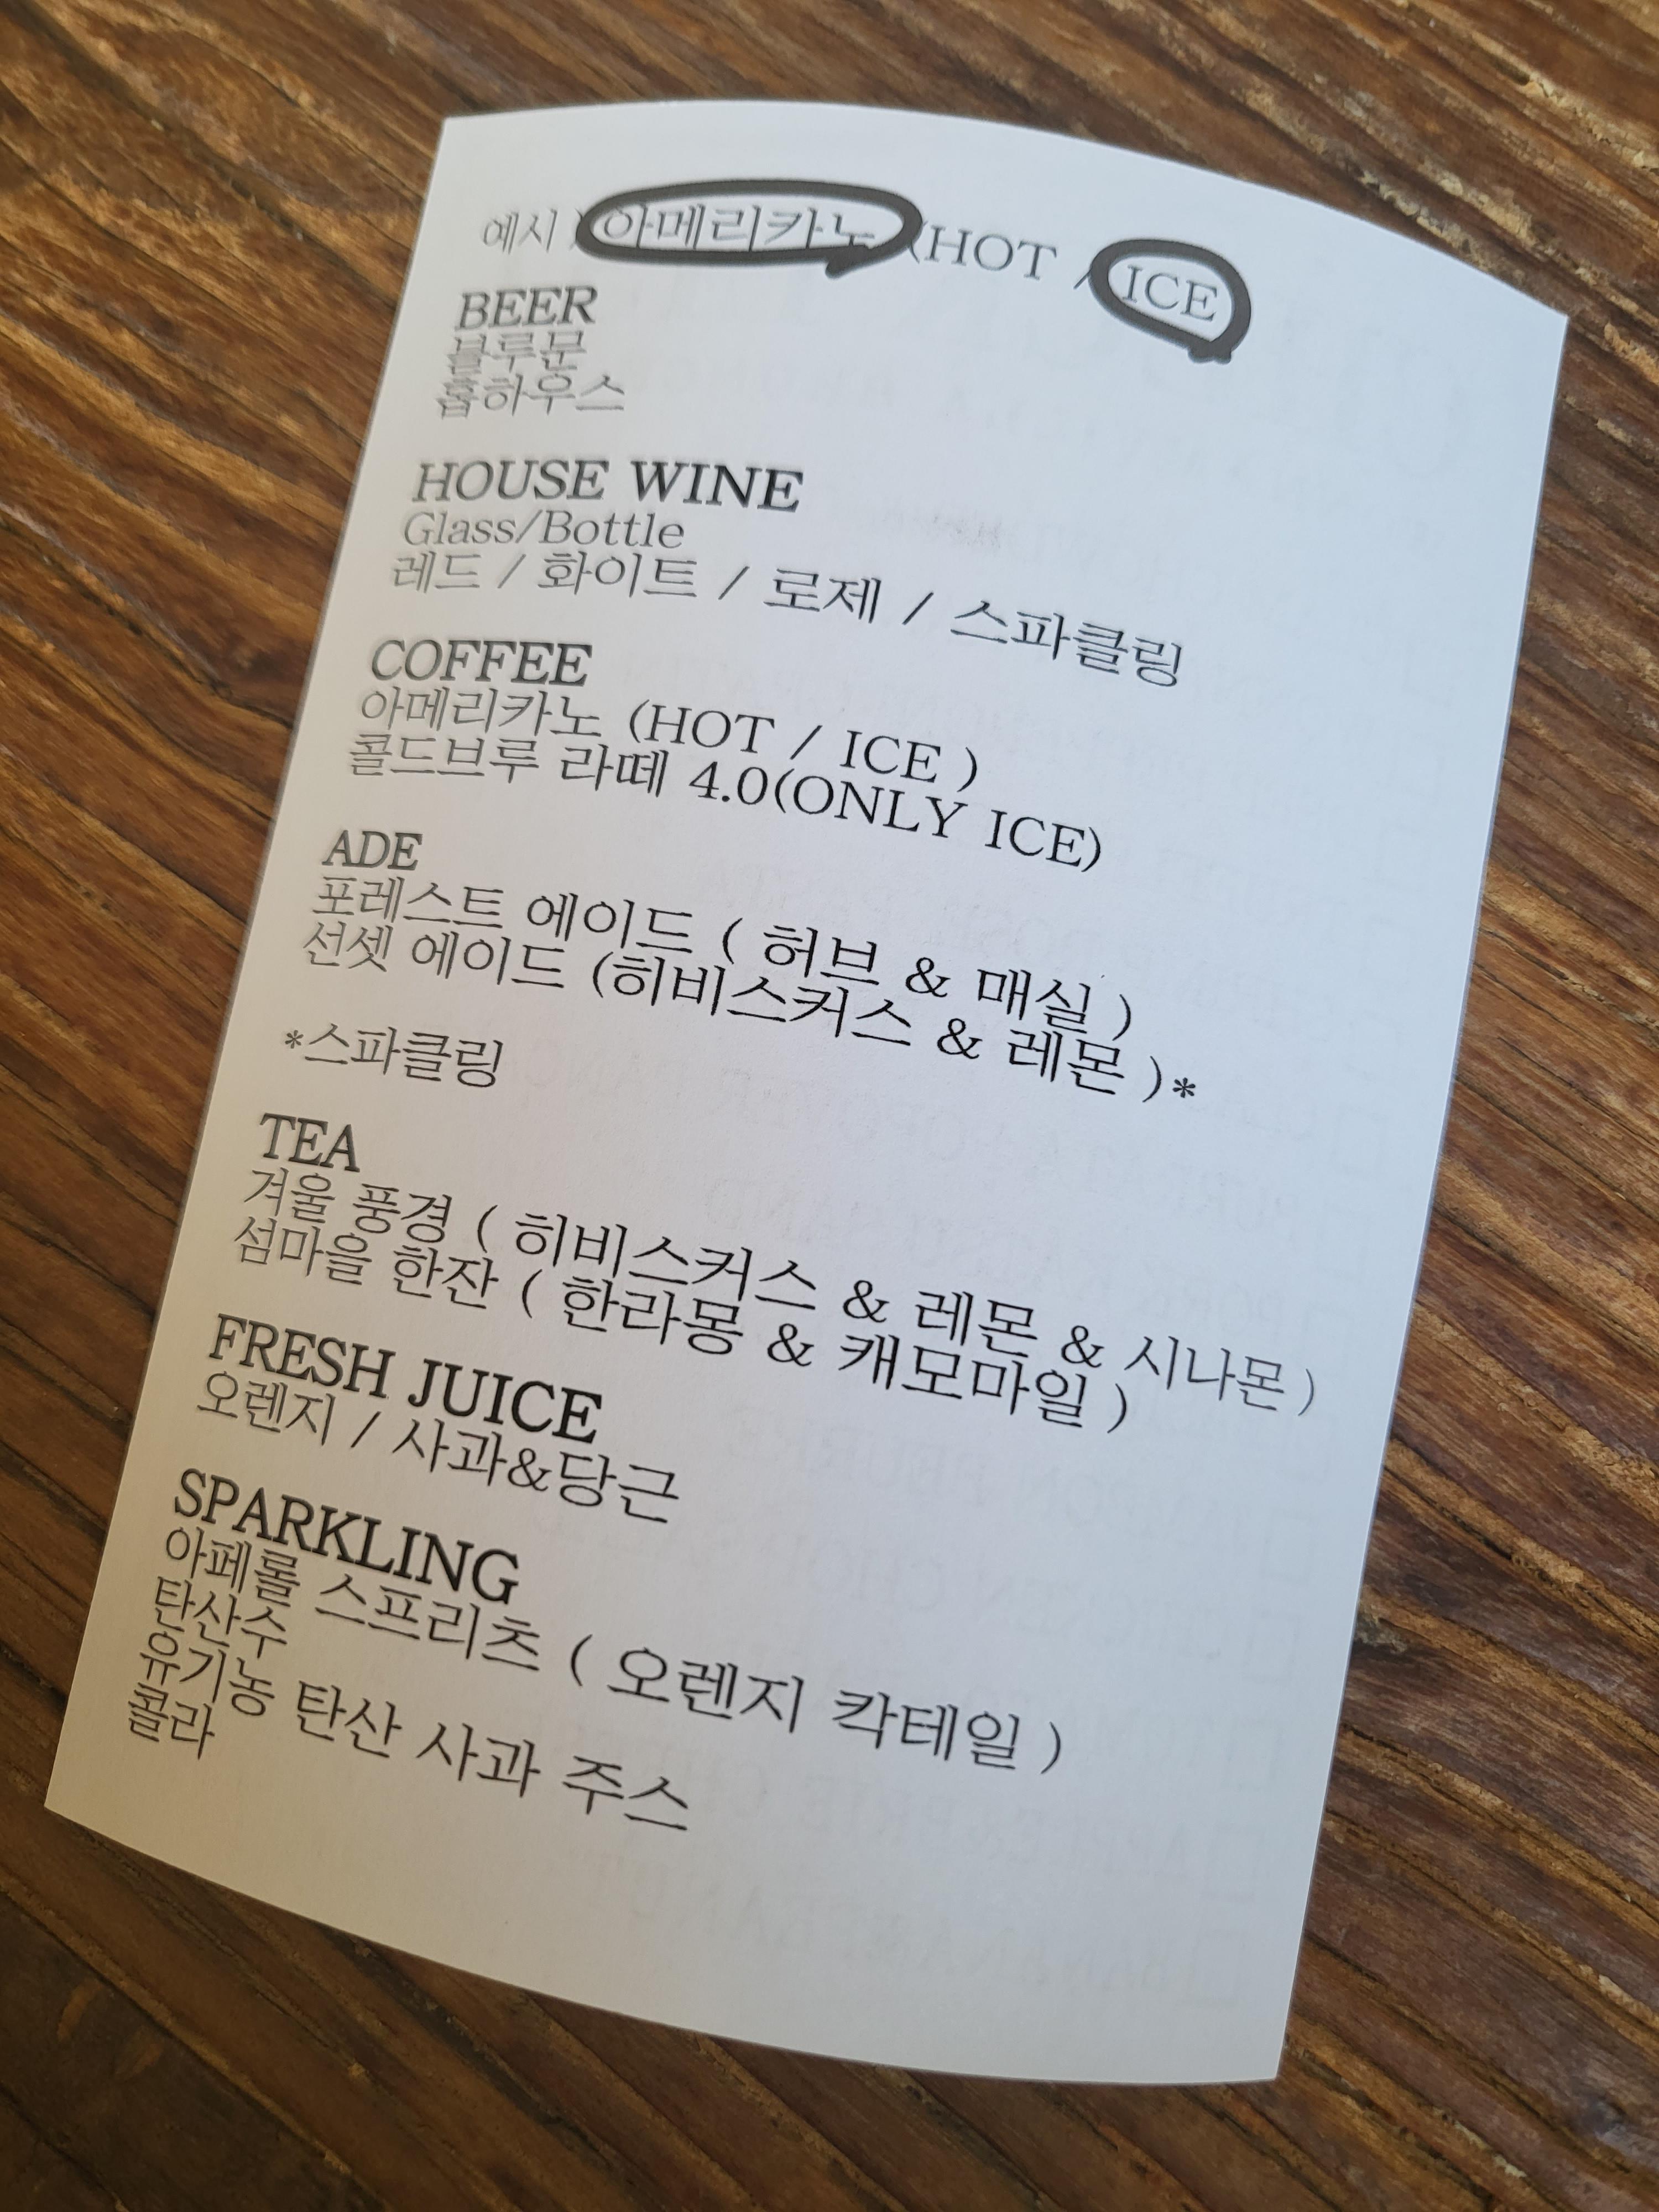 예시 ) 아메리카노 (HOT / ICE
BEER
블루문
홉하우스
HOUSE WINE
Glass/Bottle
레드 / 화이트 / 로제 / 스파클링
COFFEE
아메리카노 (HOT / ICE )
콜드브루 라떼 4.0(ONLY ICE)
ADE
포레스트 에이드 ( 허브 & 매실 )
선셋 에이드 (히비스커스 & 레몬 )*
*스파클링
TEA
겨울 풍경 ( 히비스커스 & 레몬 & 시나몬 )
섬마을 한잔 ( 한라몽 & 캐모마일 )
FRESH JUICE
오렌지 / 사과&당근
SPARKLING
아페롤 스프리츠 ( 오렌지 칵테일 )
탄산수
유기농 탄산 사과 주스
콜라